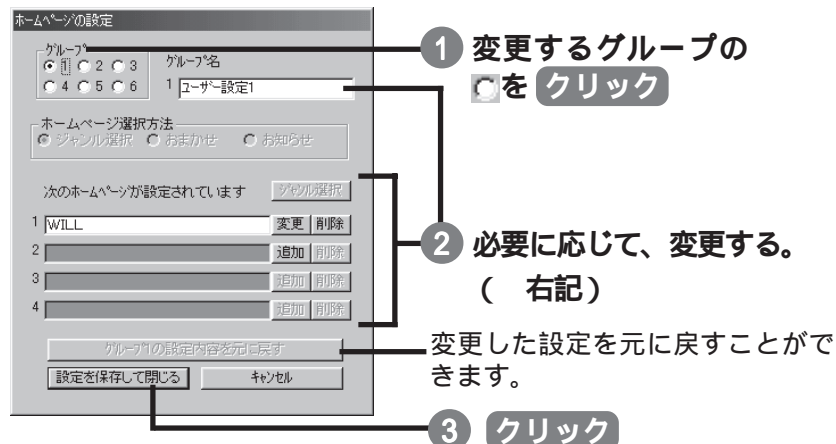 ホームページの設定
グループ
1 2 3
4 5 6
グループ名
1 ユーザー設定1
ホームページ選択方法
ジャンル選択 おまかせ お知らせ
次のホームページが設定されています ジャンル選択
1 WILL 変更 削除
2 追加 削除
3 追加 削除
4 追加 削除
グループ1の設定内容を元に戻す
設定を保存して閉じる キャンセル
1 変更するグループの
を クリック
2 必要に応じて、変更する。
( 右記)
変更した設定を元に戻すことがで
きます。
3 クリック